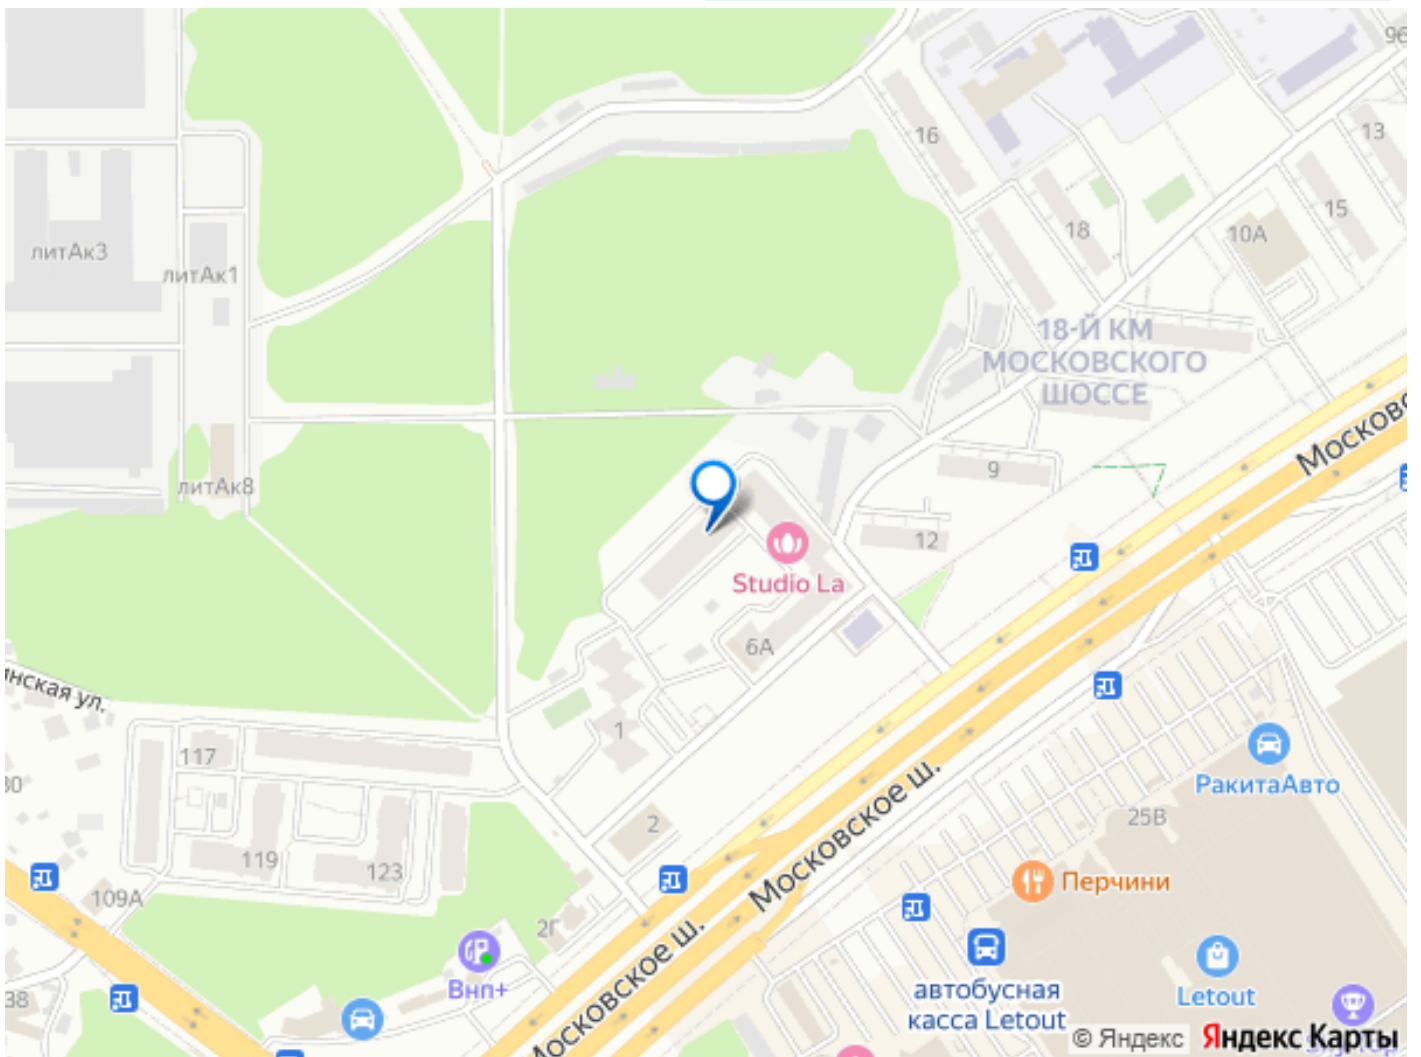 9б
13
16
15
18
10А
литАк3
литАк1
18-Й КМ
МОСКОВСКОГО
ШОССЕ
Московс
9
литАк8
12
Studio La
6А
нская ул.
1
117
30
РакитаАвто
25В
2
Московское ш.
119
123
Перчини
109А
2Г
Московское ш.
Внп+
38
автобусная
касса Letout
Letout
© Яндекс
Яндекс Карты